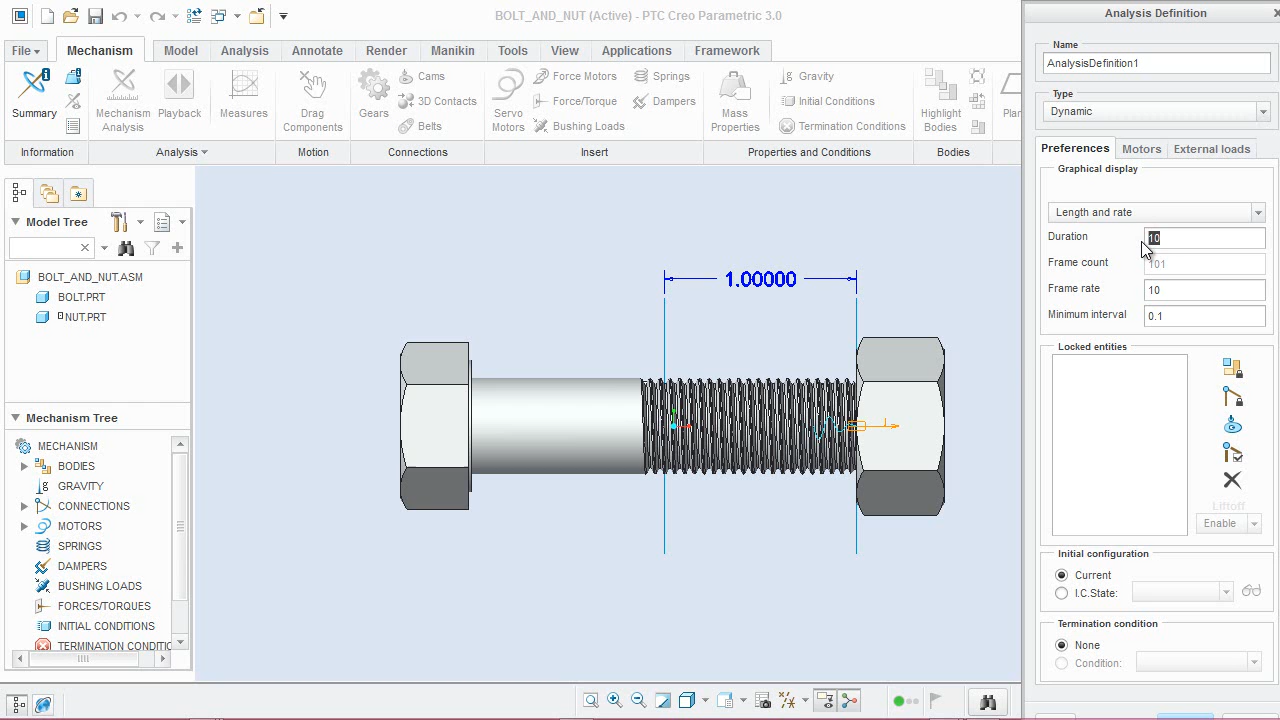 BOLT_AND_NUT (Active) - PTC Creo Parametric 3.0
File Mechanism Model Analysis Annotate Render Manikin Tools View Applications Framework
Summary
Information
Mechanism Analysis
Playback
Measures
Analysis
Drag Components
Motion
Gears
Cams
3D Contacts
Belts
Connections
Servo Motors
Force Motors
Force/Torque
Bushing Loads
Springs
Dampers
Insert
Mass Properties
Gravity
Initial Conditions
Termination Conditions
Properties and Conditions
Highlight Bodies
Bodies
Plan
Model Tree
BOLT_AND_NUT.ASM
BOLT.PRT
NUT.PRT
Mechanism Tree
MECHANISM
BODIES
GRAVITY
CONNECTIONS
MOTORS
SPRINGS
DAMPERS
BUSHING LOADS
FORCES/TORQUES
INITIAL CONDITIONS
TERMINATION CONDITIC
1.00000
Analysis Definition
Name
AnalysisDefinition1
Type
Dynamic
Preferences Motors External loads
Graphical display
Length and rate
Duration 10
Frame count 101
Frame rate 10
Minimum interval 0.1
Locked entities
Liftoff
Enable
Initial configuration
Current
I.C.State:
Termination condition
None
Condition: